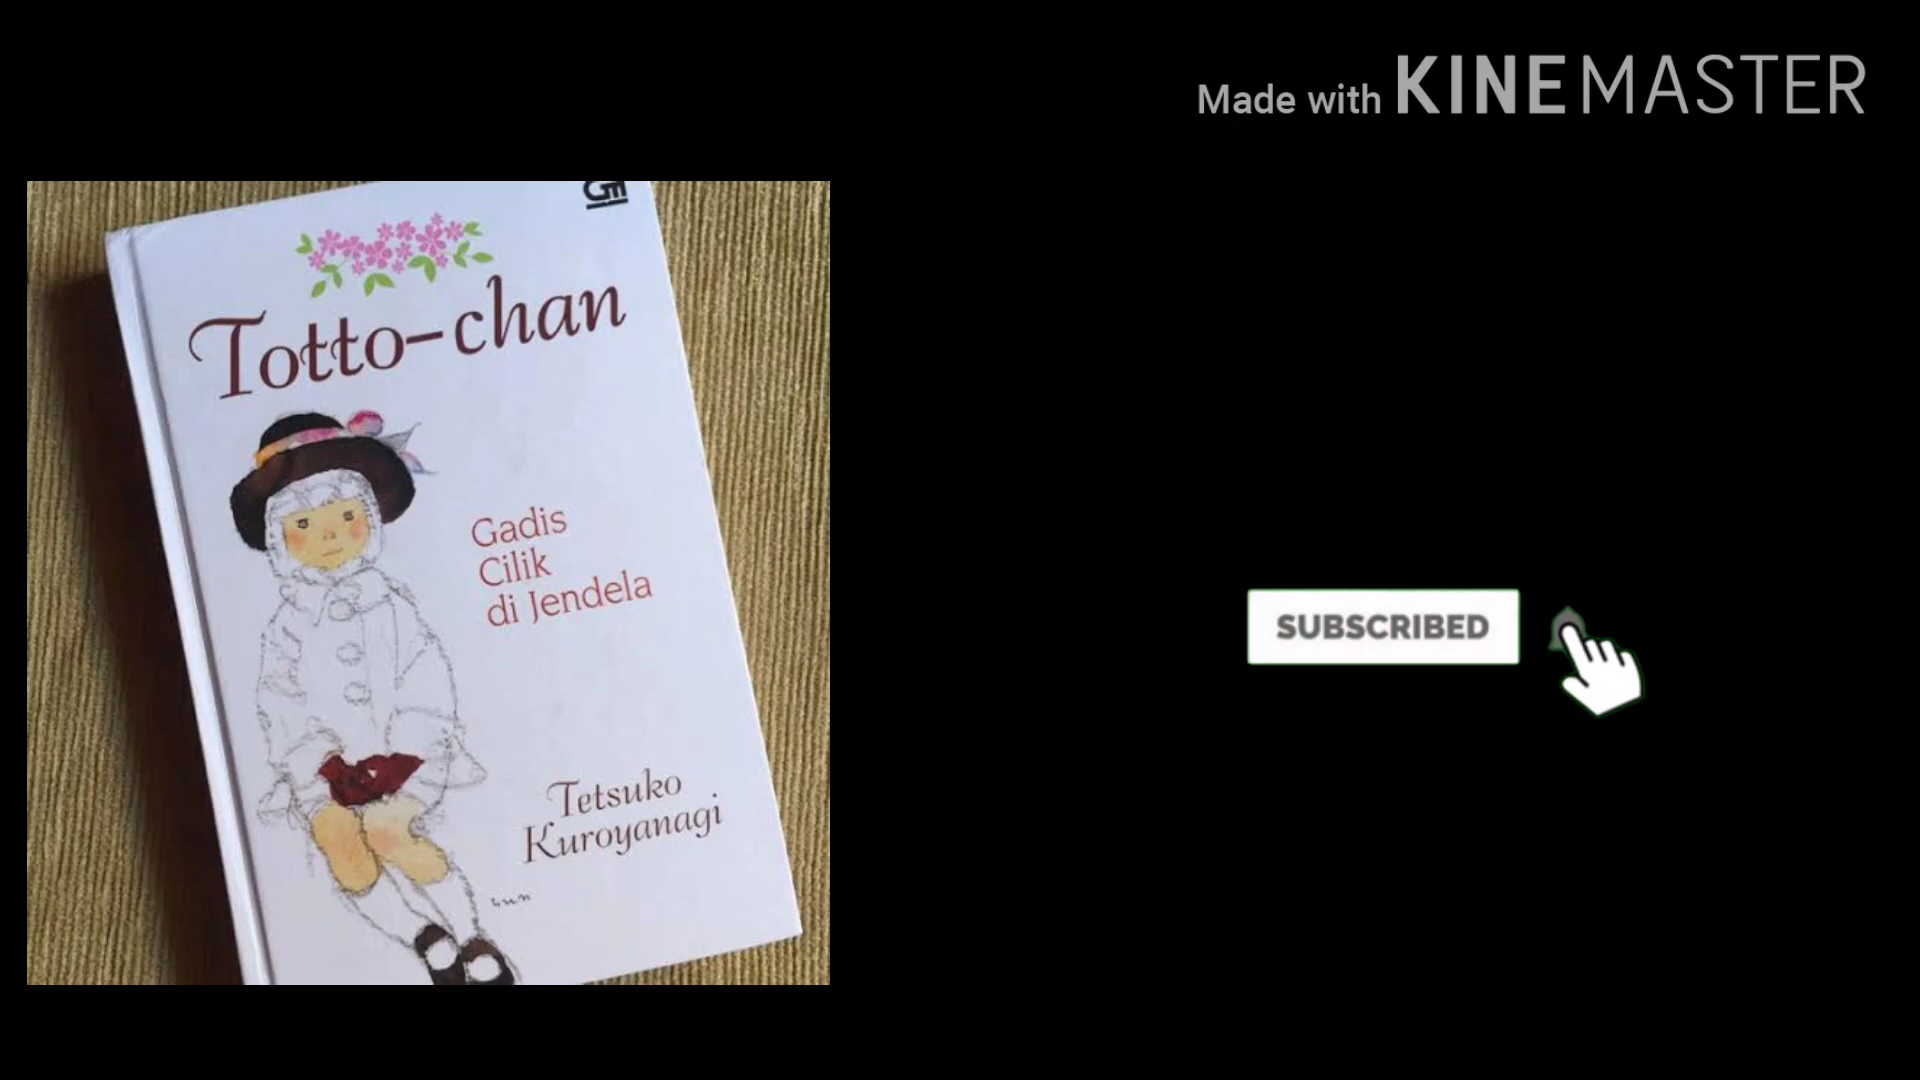 Made with KINEMASTER
Totto-chan
Gadis
Cilik
di Jendela
Tetsuko
Kuroyanagi
SUBSCRIBED